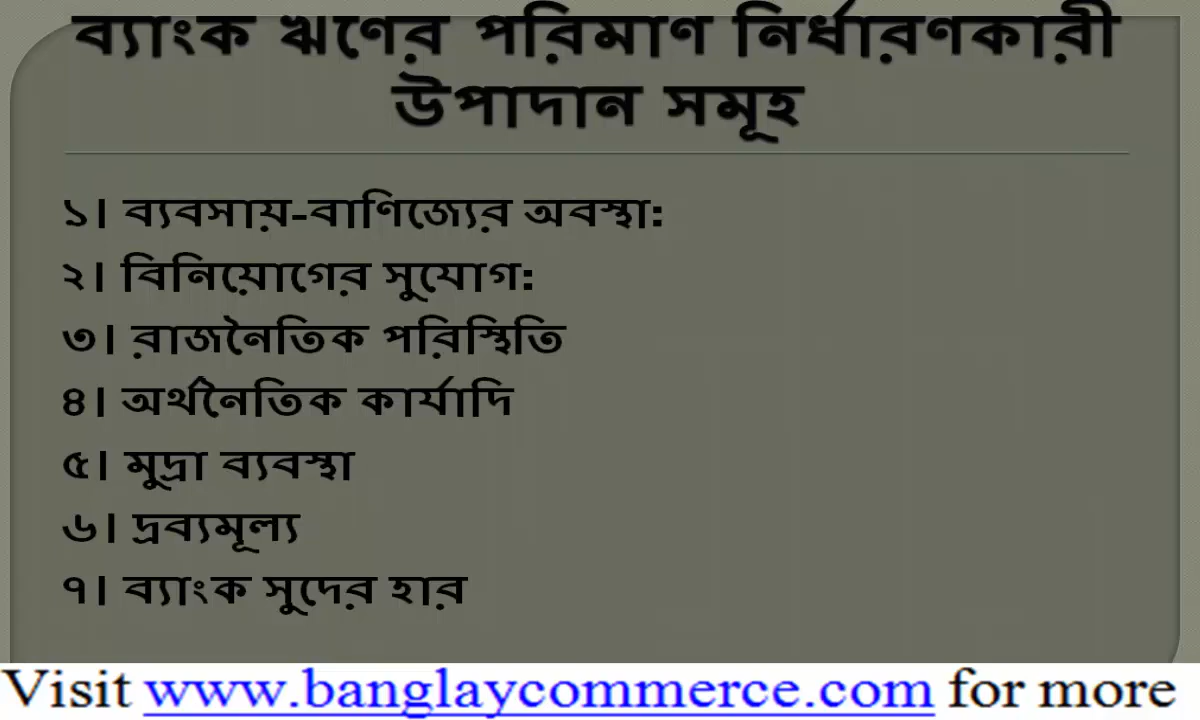 ব্যাংক ঋণের পরিমাণ নির্ধারণকারী
উপাদান সমূহ
১। ব্যবসায়-বাণিজ্যের অবস্থা:
২। বিনিয়োগের সুযোগ:
৩। রাজনৈতিক পরিস্থিতি
৪। অর্থনৈতিক কার্যাদি
৫। মুদ্রা ব্যবস্থা
৬। দ্রব্যমূল্য
৭। ব্যাংক সুদের হার
Visit www.banglaycommerce.com for more